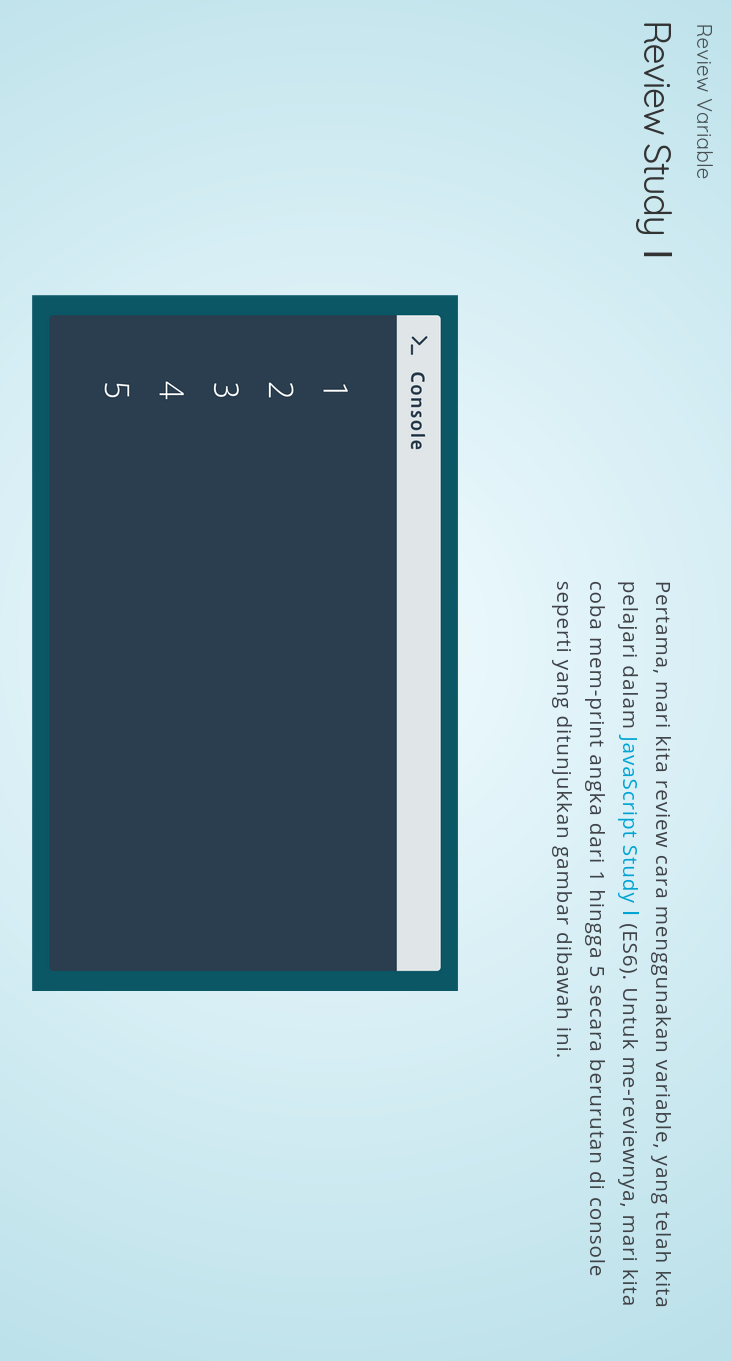 Review Variable
Review Study I
Pertama, mari kita review cara menggunakan variable, yang telah kita
pelajari dalam JavaScript Study I (ES6). Untuk me-reviewnya, mari kita
coba mem-print angka dari 1 hingga 5 secara berurutan di console
seperti yang ditunjukkan gambar dibawah ini.
>_ Console
1
2
3
4
5